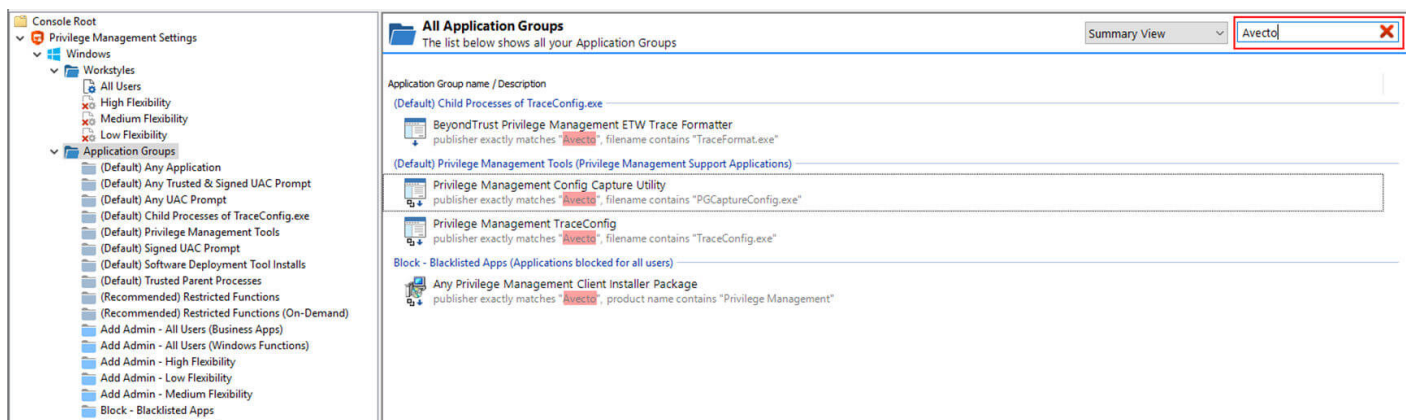 Console Root
Privilege Management Settings
Windows
Workstyles
All Users
High Flexibility
Medium Flexibility
Low Flexibility
Application Groups
(Default) Any Application
(Default) Any Trusted & Signed UAC Prompt
(Default) Any UAC Prompt
(Default) Child Processes of TraceConfig.exe
(Default) Privilege Management Tools
(Default) Signed UAC Prompt
(Default) Software Deployment Tool Installs
(Default) Trusted Parent Processes
(Recommended) Restricted Functions
(Recommended) Restricted Functions (On-Demand)
Add Admin - All Users (Business Apps)
Add Admin - All Users (Windows Functions)
Add Admin - High Flexibility
Add Admin - Low Flexibility
Add Admin - Medium Flexibility
Block - Blacklisted Apps
All Application Groups
The list below shows all your Application Groups
Summary View
Avecto
Application Group name / Description
(Default) Child Processes of TraceConfig.exe
BeyondTrust Privilege Management ETW Trace Formatter
publisher exactly matches "Avecto", filename contains "TraceFormat.exe"
(Default) Privilege Management Tools (Privilege Management Support Applications)
Privilege Management Config Capture Utility
publisher exactly matches "Avecto", filename contains "PGCaptureConfig.exe"
Privilege Management TraceConfig
publisher exactly matches "Avecto", filename contains "TraceConfig.exe"
Block - Blacklisted Apps (Applications blocked for all users)
Any Privilege Management Client Installer Package
publisher exactly matches "Avecto", product name contains "Privilege Management"